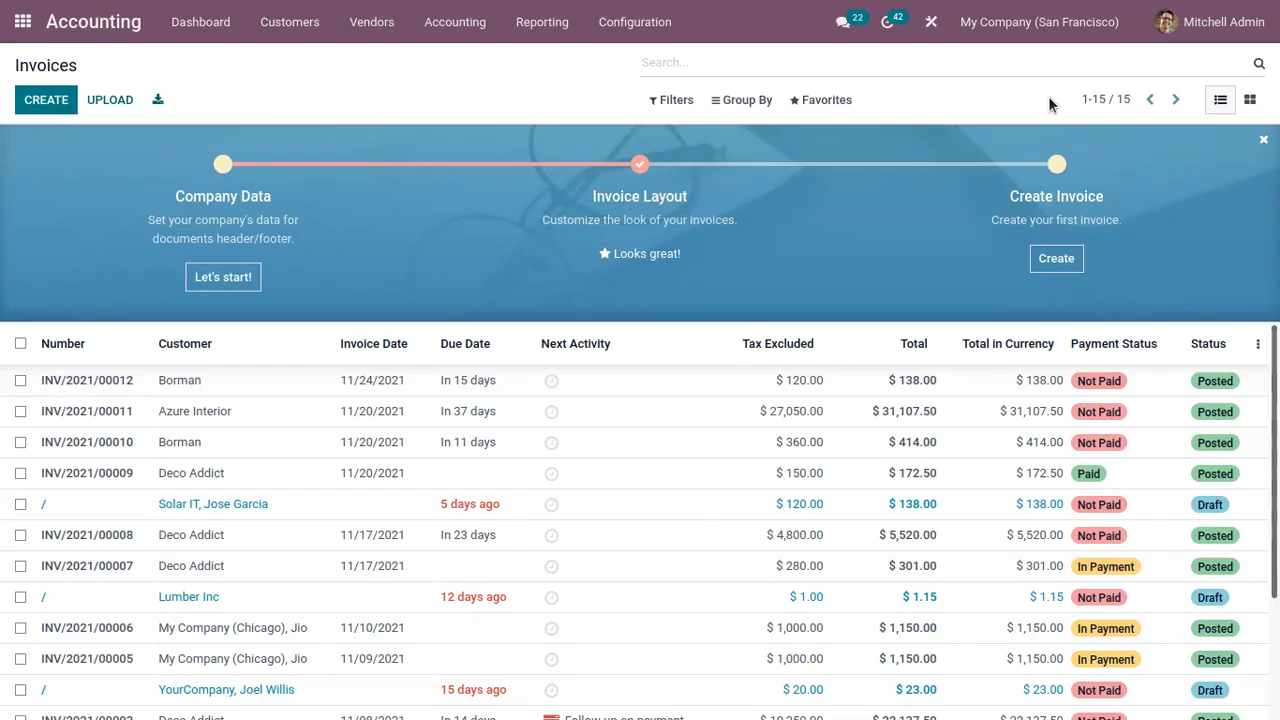 Accounting Dashboard Customers Vendors Accounting Reporting Configuration 22 42 My Company (San Francisco) Mitchell Admin
Invoices Search...
CREATE UPLOAD Filters Group By Favorites 1-15 / 15
Company Data Invoice Layout Create Invoice
Set your company's data for Customize the look of your invoices. Create your first invoice.
documents header/footer.
Looks great! Create
Let's start!
Number Customer Invoice Date Due Date Next Activity Tax Excluded Total Total in Currency Payment Status Status
INV/2021/00012 Borman 11/24/2021 In 15 days $ 120.00 $ 138.00 $ 138.00 Not Paid Posted
INV/2021/00011 Azure Interior 11/20/2021 In 37 days $ 27,050.00 $ 31,107.50 $ 31,107.50 Not Paid Posted
INV/2021/00010 Borman 11/20/2021 In 11 days $ 360.00 $ 414.00 $ 414.00 Not Paid Posted
INV/2021/00009 Deco Addict 11/20/2021 $ 150.00 $ 172.50 $ 172.50 Paid Posted
/ Solar IT, Jose Garcia 5 days ago $ 120.00 $ 138.00 $ 138.00 Not Paid Draft
INV/2021/00008 Deco Addict 11/17/2021 In 23 days $ 4,800.00 $ 5,520.00 $ 5,520.00 Not Paid Posted
INV/2021/00007 Deco Addict 11/17/2021 $ 280.00 $ 301.00 $ 301.00 In Payment Posted
/ Lumber Inc 12 days ago $ 1.00 $ 1.15 $ 1.15 Not Paid Draft
INV/2021/00006 My Company (Chicago), Jio 11/10/2021 $ 1,000.00 $ 1,150.00 $ 1,150.00 In Payment Posted
INV/2021/00005 My Company (Chicago), Jio 11/09/2021 $ 1,000.00 $ 1,150.00 $ 1,150.00 In Payment Posted
/ YourCompany, Joel Willis 15 days ago $ 20.00 $ 23.00 $ 23.00 Not Paid Draft
Deco Addict 11/08/2021 In 14 days Follow up on payment